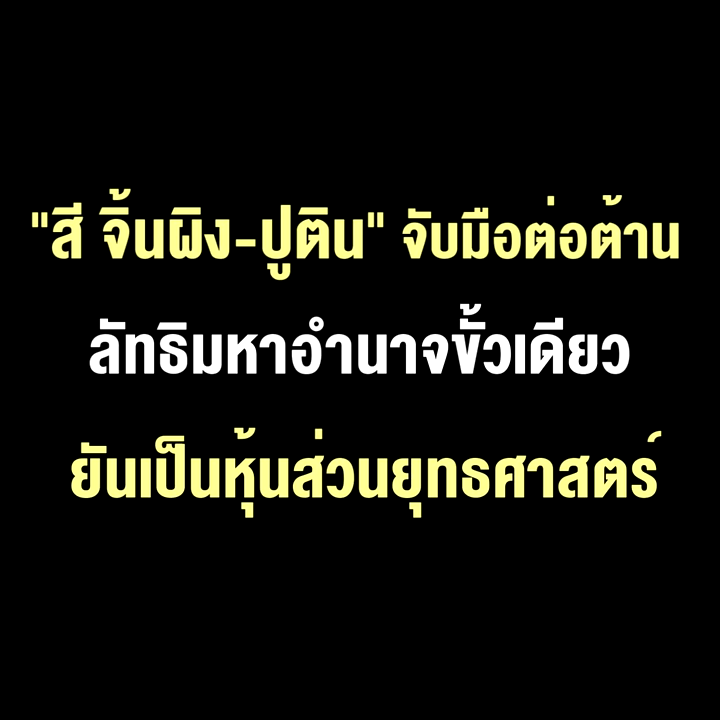 "สี จิ้นผิง-ปูติน" จับมือต่อต้าน
ลัทธิมหาอำนาจขั้วเดียว
ยันเป็นหุ้นส่วนยุทธศาสตร์